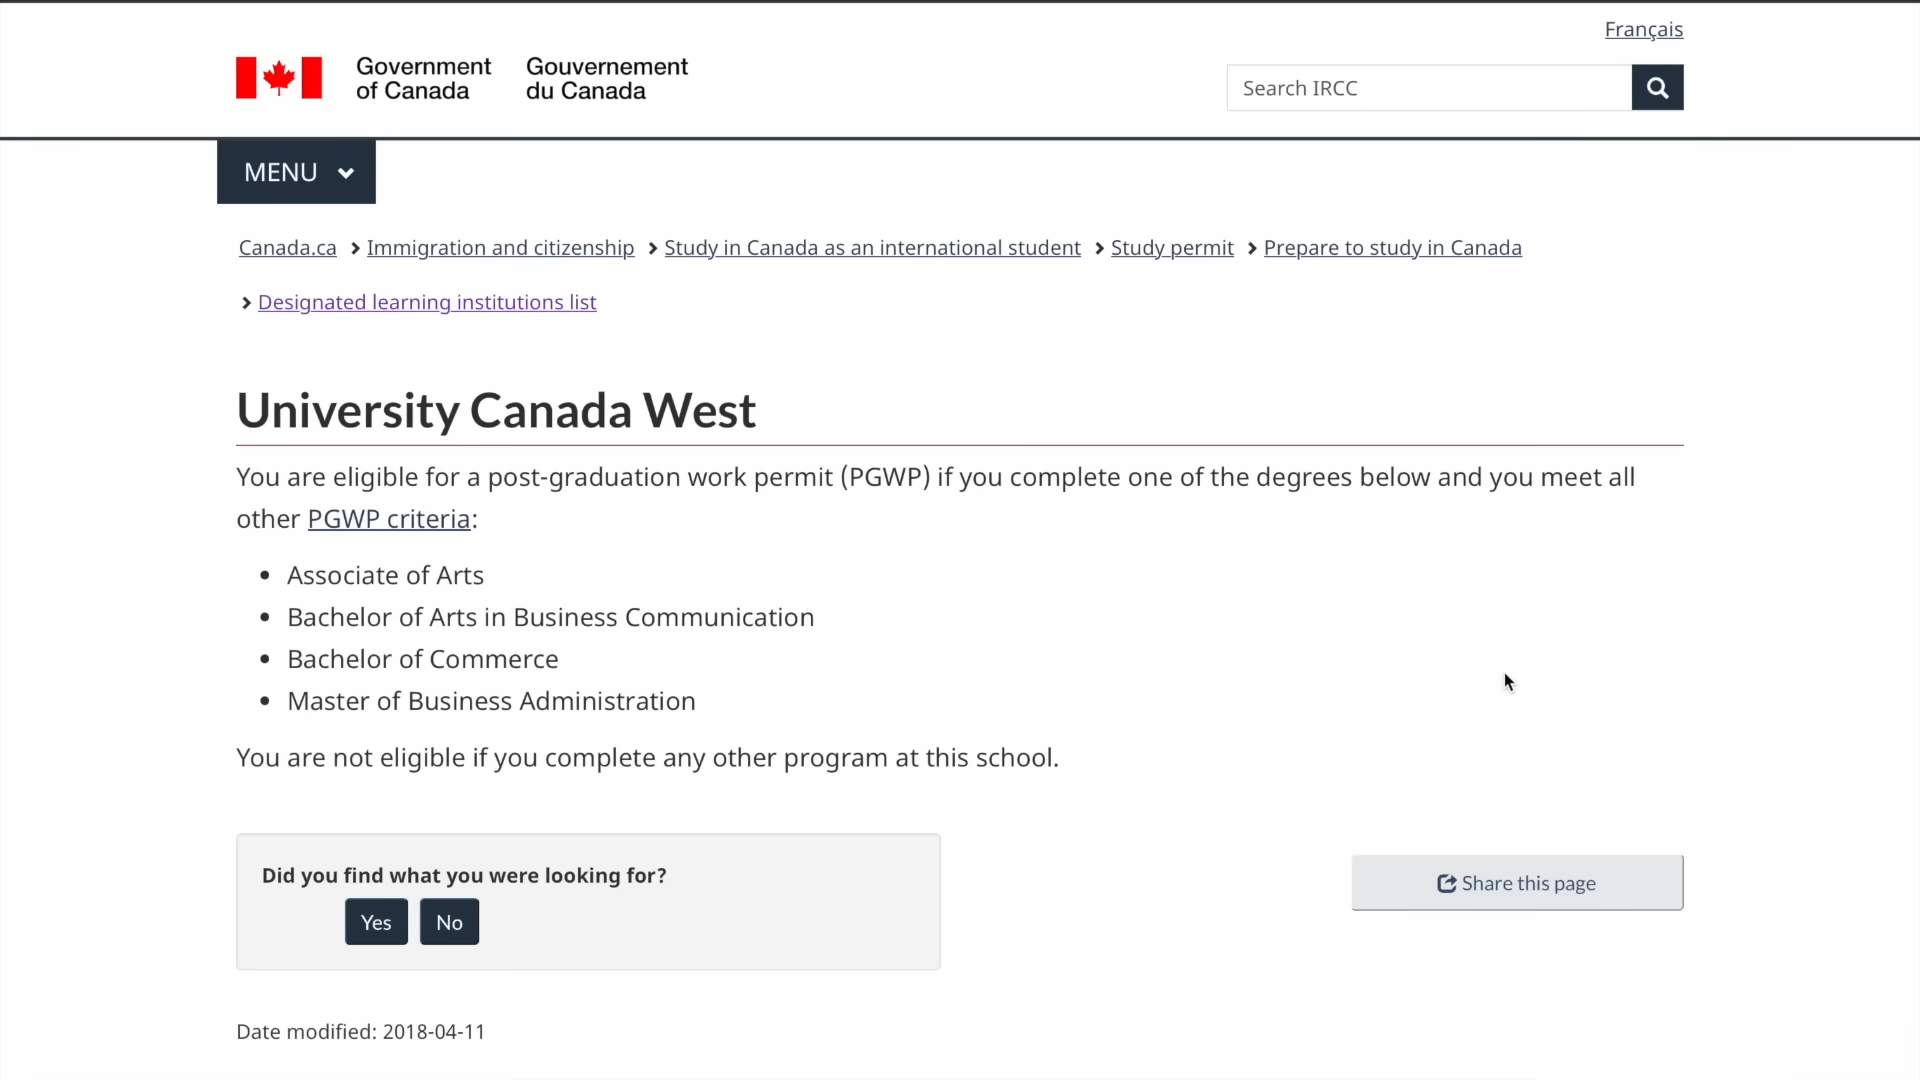 Français
Government
of Canada
Gouvernement
du Canada
Search IRCC
MENU
Canada.ca Immigration and citizenship Study in Canada as an international student Study permit Prepare to study in Canada
Designated learning institutions list
University Canada West
You are eligible for a post-graduation work permit (PGWP) if you complete one of the degrees below and you meet all
other PGWP criteria:
• Associate of Arts
• Bachelor of Arts in Business Communication
• Bachelor of Commerce
• Master of Business Administration
You are not eligible if you complete any other program at this school.
Did you find what you were looking for?
Yes No
Share this page
Date modified: 2018-04-11